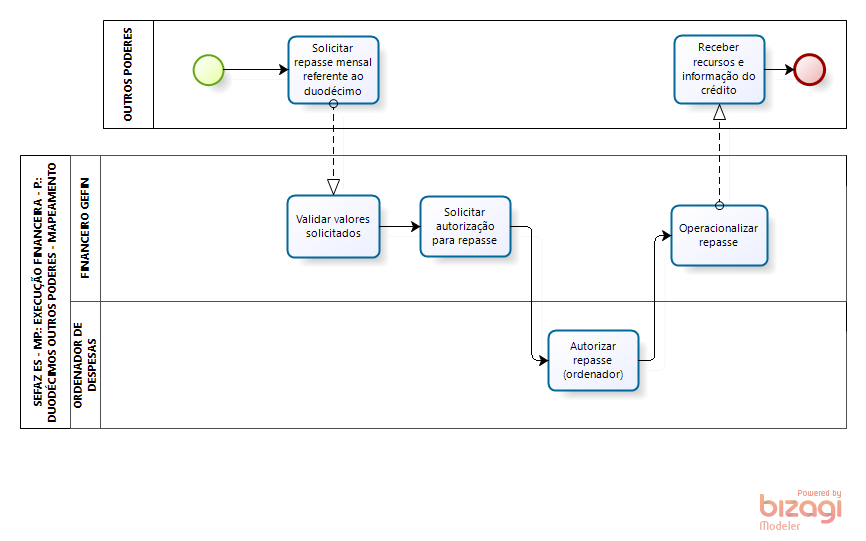 OUTROS PODERES
Solicitar
repasse mensal
referente ao
duodécimo
Receber
recursos e
informação do
crédito
SEFAZ ES - MP.: EXECUÇÃO FINANCEIRA - P.:
DUODÉCIMOS OUTROS PODERES - MAPEAMENTO
FINANCEIRO GEFIN
Validar valores
solicitados
Solicitar
autorização
para repasse
Operacionalizar
repasse
ORDENADOR DE
DESPESAS
Autorizar
repasse
(ordenador)
Powered by
bizagi
Modeler